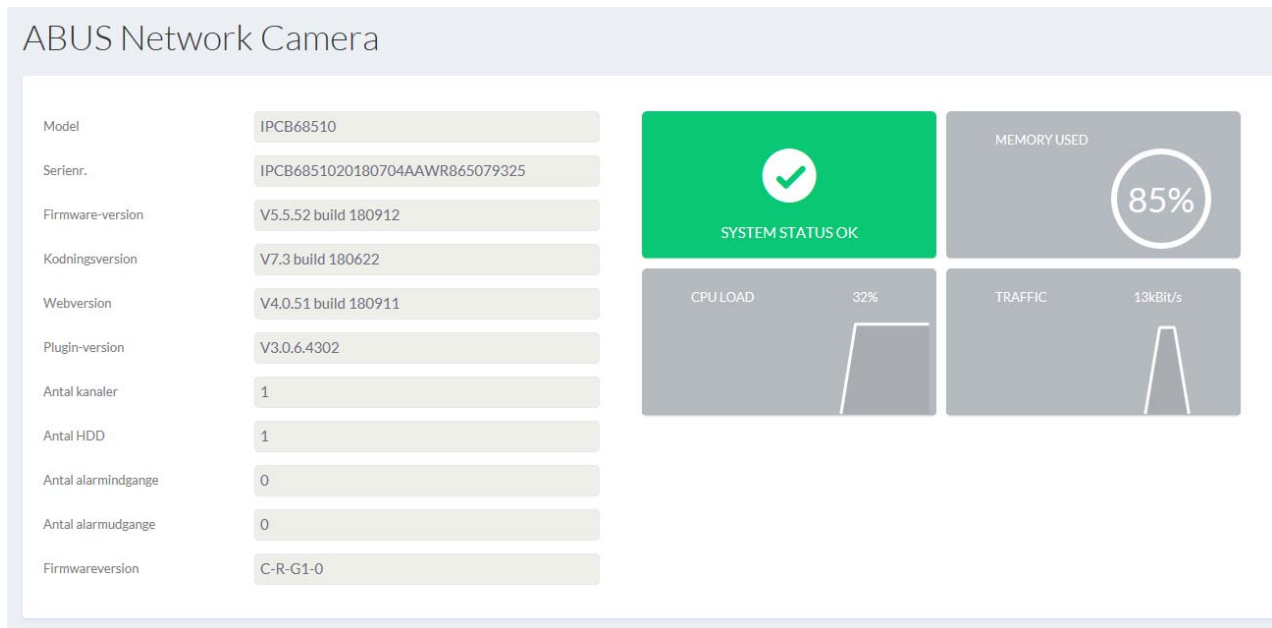 ABUS Network Camera
Model IPCB68510
Serienr. IPCB6851020180704AAWR865079325
Firmware-version V5.5.52 build 180912
Kodningsversion V7.3 build 180622
Webversion V4.0.51 build 180911
Plugin-version V3.0.6.4302
Antal kanaler 1
Antal HDD 1
Antal alarmindgange 0
Antal alarmudgange 0
Firmwareversion C-R-G1-0
SYSTEM STATUS OK
MEMORY USED
85%
CPU LOAD 32%
TRAFFIC 13kBit/s